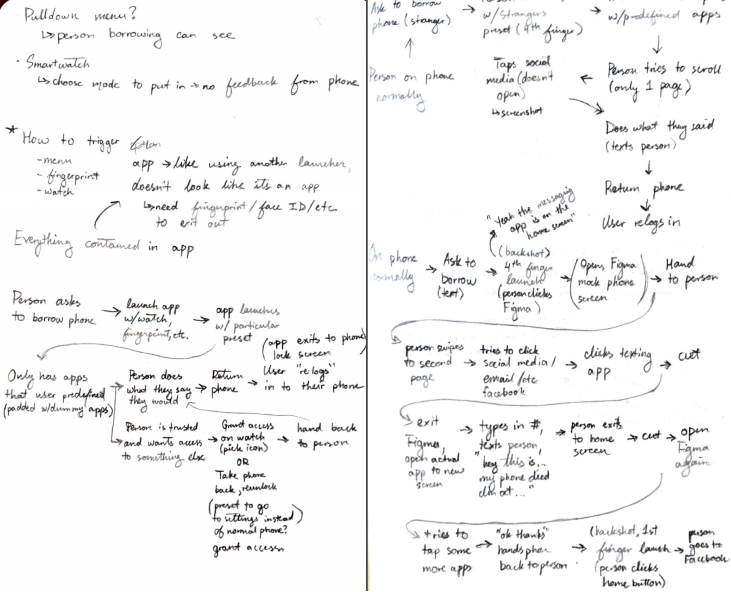 Pulldown menu?
↳ person borrowing can see
· Smartwatch
↳ choose mode to put in → no feedback from phone
* How to trigger
- menu
- fingerprint
- watch
app → like using another launcher,
doesn't look like its an app
↳ need fingerprint / face ID/etc
to exit out
Everything contained in app
Person asks
to borrow phone
→ launch app
w/watch,
fingerprint, etc.
→ app launches
w/ particular
preset
(app exits to phone
lock screen
Only has apps
that user predefined
(padded w/dummy apps)
Person does
what they say
they would
→ Return
phone
→ User "relogs"
in to their phone
Person is trusted
and wants access
to something else
→ Grant access
on watch
(pick icon)
OR
Take phone
back, reunlock
(preset to go
to settings instead
of normal phone?
grant access
→ hand back
to person
Ask to borrow
phone (stranger)
→
w/strangers
preset (4th finger)
→ w/predefined apps
Person on phone
normally
Person tries to scroll
(only 1 page)
Taps social
media (doesn't
open)
↳ screenshot
Does what they said
(texts person)
Return phone
User relogs in
"Yeah the messaging
app is on the
home screen"
On phone
normally
→ Ask to
borrow
(text)
→ (backshot)
4th finger
launch
(person clicks
Figma)
→ (Opens Figma
mock phone
screen)
→ Hand
to person
person swipes
to second
page
→ tries to click
social media/
email/etc
facebook
→ clicks texting
app
→ cut
exit
Figma,
open actual
app to new
screen
→ types in #,
texts person,
"hey this is...
my phone died
..."
→ person exits
to home
screen
→ cut → open
Figma
again
tries to
tap some
more apps
→ "ok thanks"
hands phone
back to person
→ (backshot, 1st
finger launch
(person clicks
home button)
→ person
goes to
Facebook